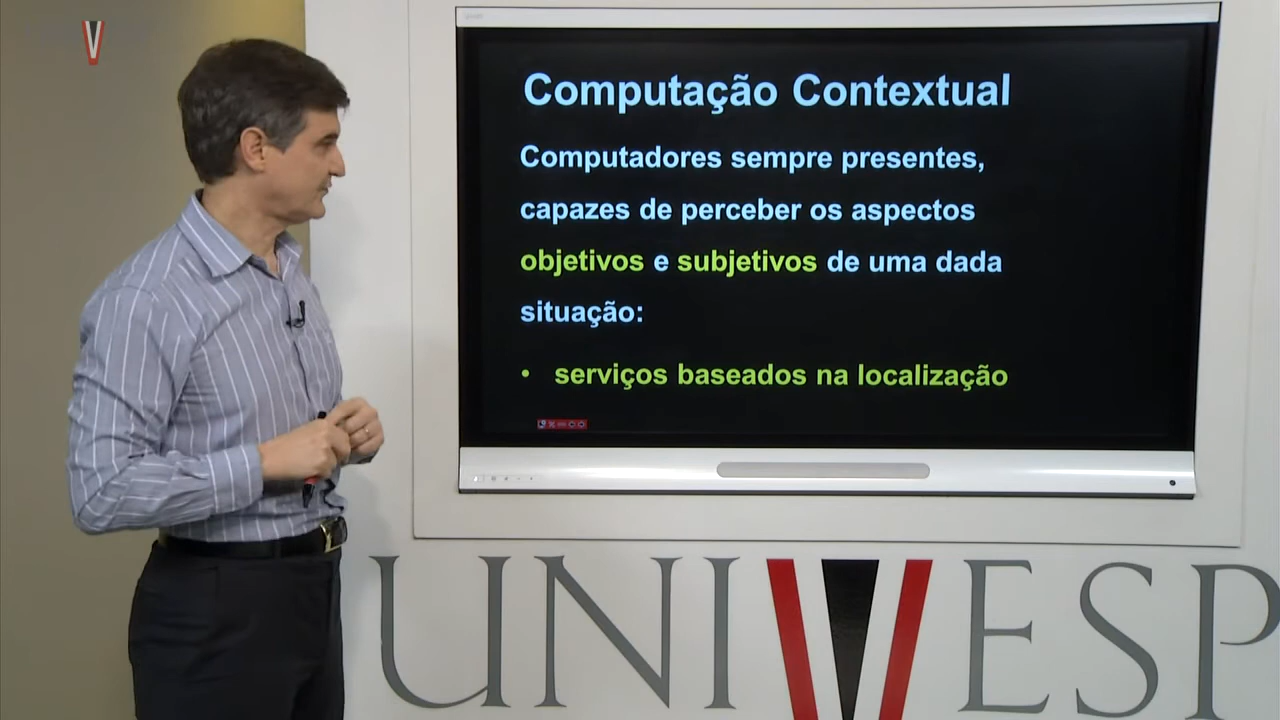 Computação Contextual
Computadores sempre presentes,
capazes de perceber os aspectos
objetivos e subjetivos de uma dada
situação:
• serviços baseados na localização
UNIVESP